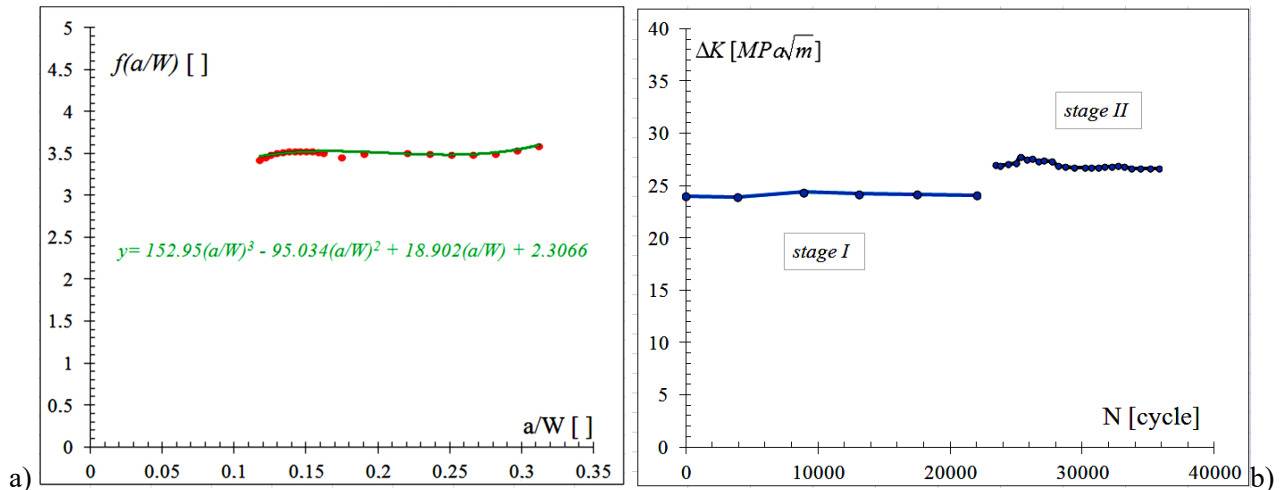 f(a/W) [ ]
5
4.5
4
3.5
3
2.5
2
1.5
1
0.5
0
y= 152.95(a/W)³ - 95.034(a/W)² + 18.902(a/W) + 2.3066
a/W [ ]
0 0.05 0.1 0.15 0.2 0.25 0.3 0.35
a)
ΔK [MPa√m]
40
35
30
25
20
15
10
5
0
stage II
stage I
N [cycle]
0 10000 20000 30000 40000
b)